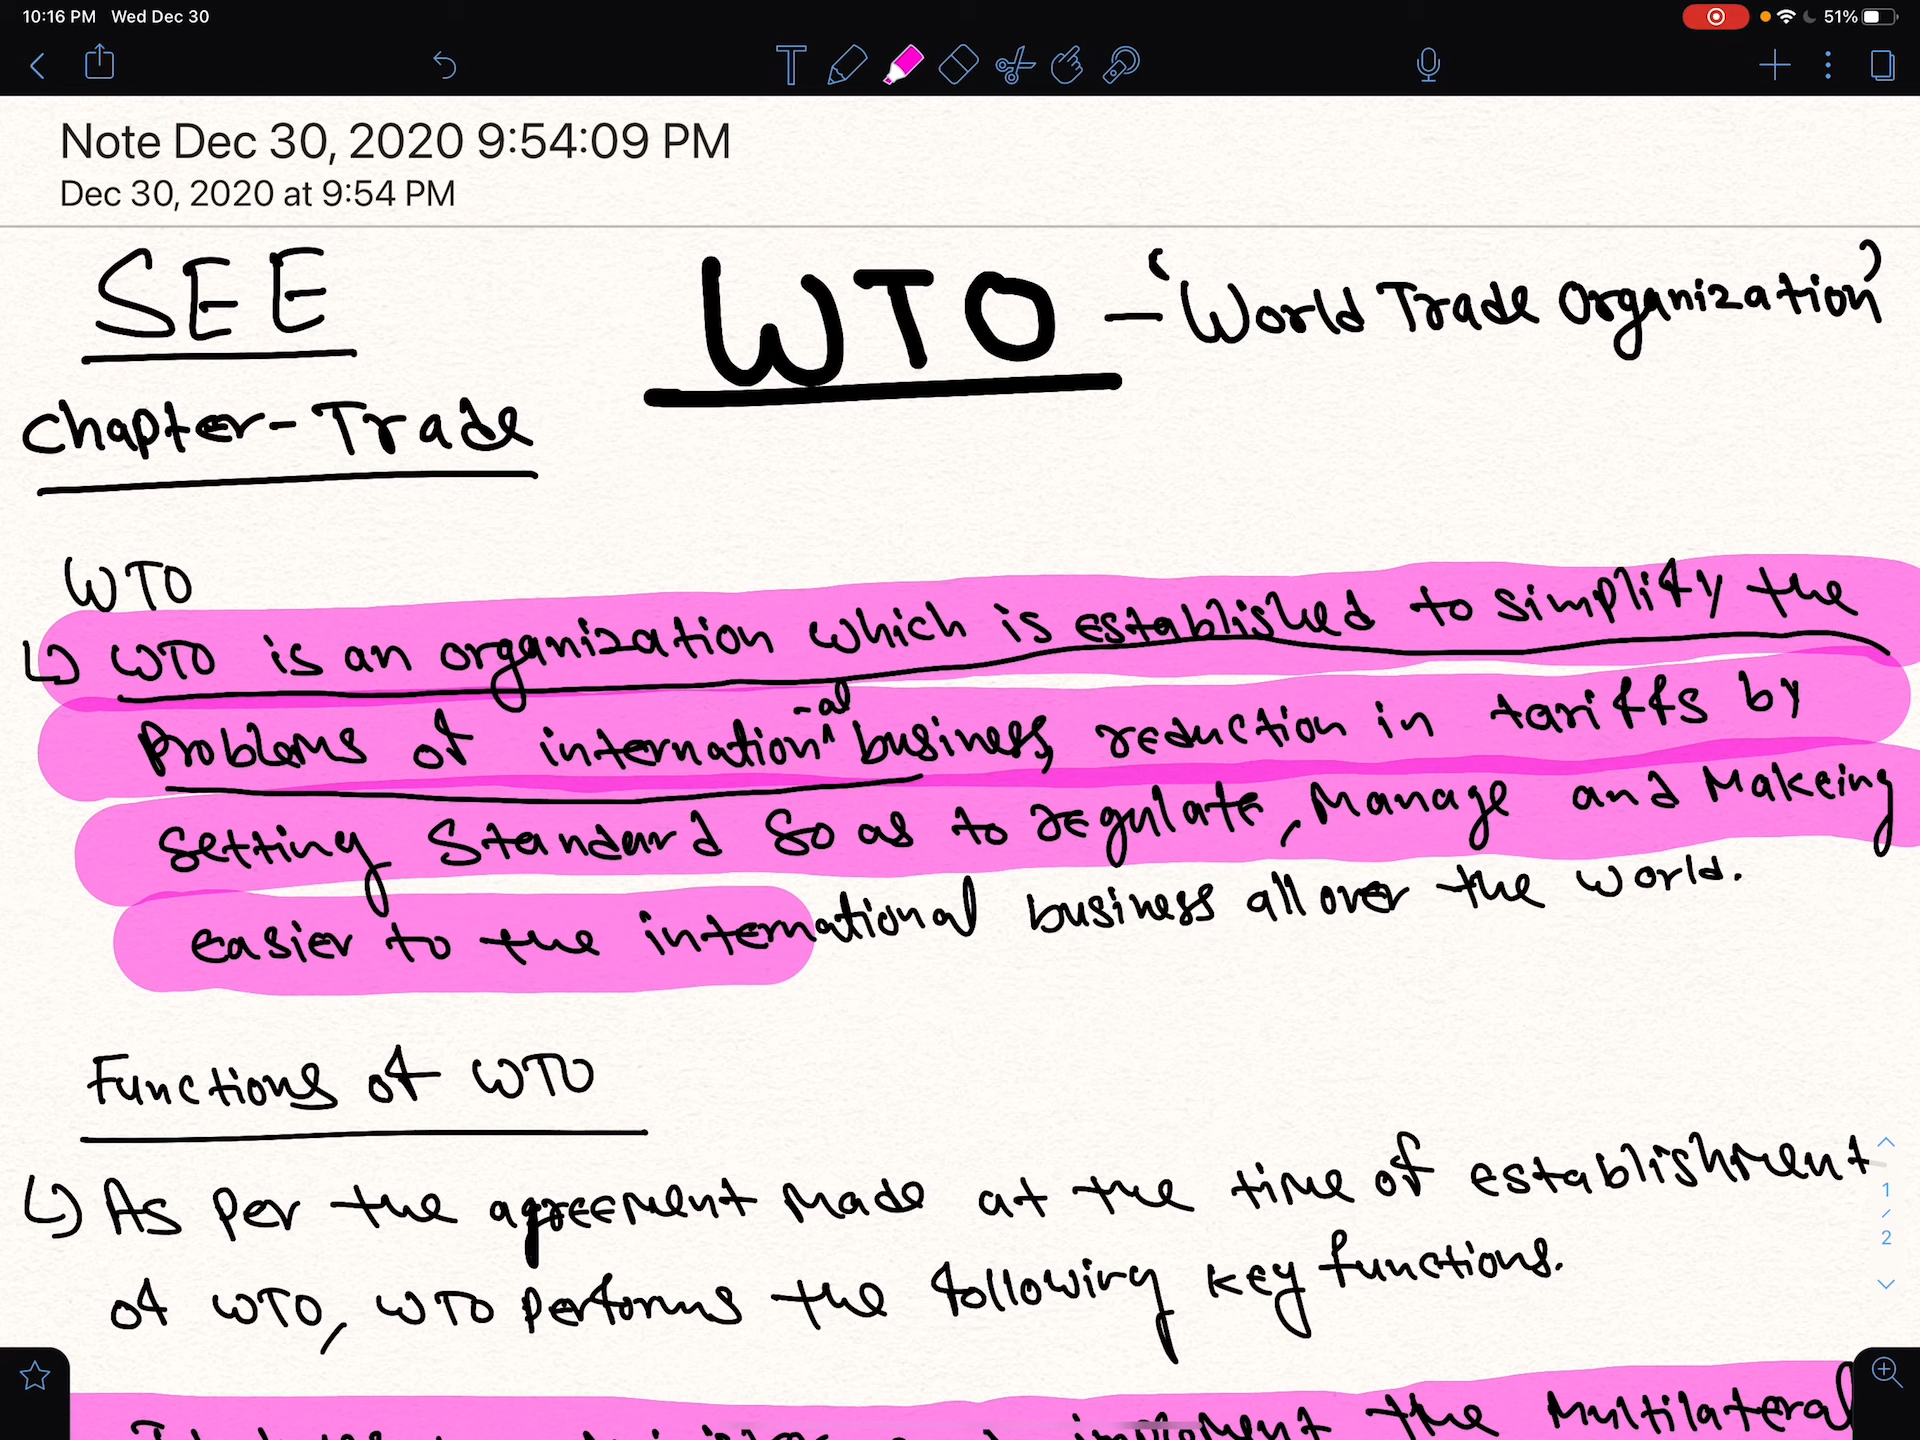 10:16 PM Wed Dec 30
51%
Note Dec 30, 2020 9:54:09 PM
Dec 30, 2020 at 9:54 PM
SEE
WTO - 'World Trade Organization'
Chapter-Trade
WTO
WTO is an organization which is established to simplify the
Problems of international business, reduction in tariffs by
setting standard so as to regulate, Manage and Makeing
easier to the international business all over the world.
Functions of WTO
As Per the agreement Made at the time of establishment
of WTO, WTO Performs the following key functions.
1
2
implement the Multilateral